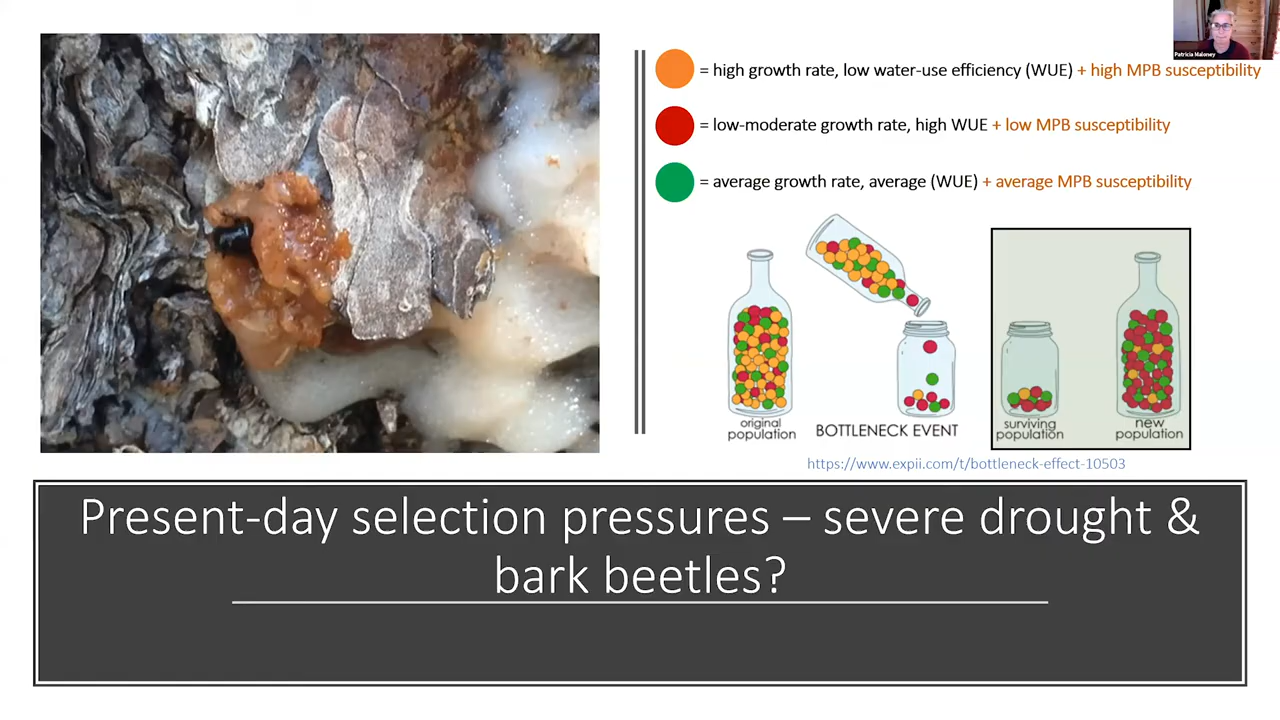 Patricia Maloney
= high growth rate, low water-use efficiency (WUE) + high MPB susceptibility
= low-moderate growth rate, high WUE + low MPB susceptibility
= average growth rate, average (WUE) + average MPB susceptibility
original
population
BOTTLENECK EVENT
surviving
population
new
population
https://www.expii.com/t/bottleneck-effect-10503
Present-day selection pressures – severe drought &
bark beetles?